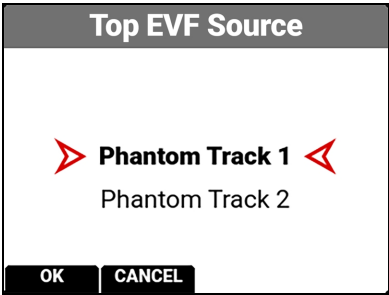 Top EVF Source
Phantom Track 1
Phantom Track 2
OK CANCEL